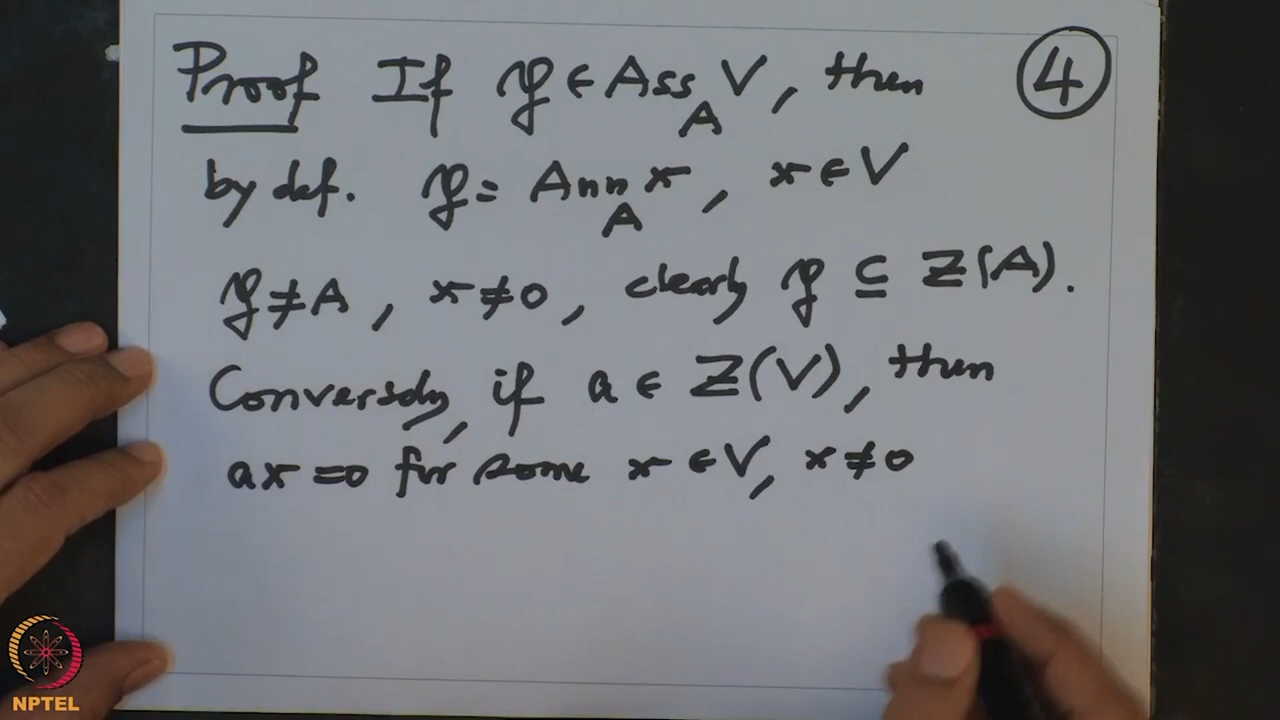 Proof If 𝔭 ∈ Ass_A V, then ④
by def. 𝔭 = Ann_A x, x ∈ V
𝔭 ≠ A, x ≠ 0, clearly 𝔭 ⊆ Z(A).
Conversely, if a ∈ Z(V), then
ax = 0 for some x ∈ V, x ≠ 0
NPTEL